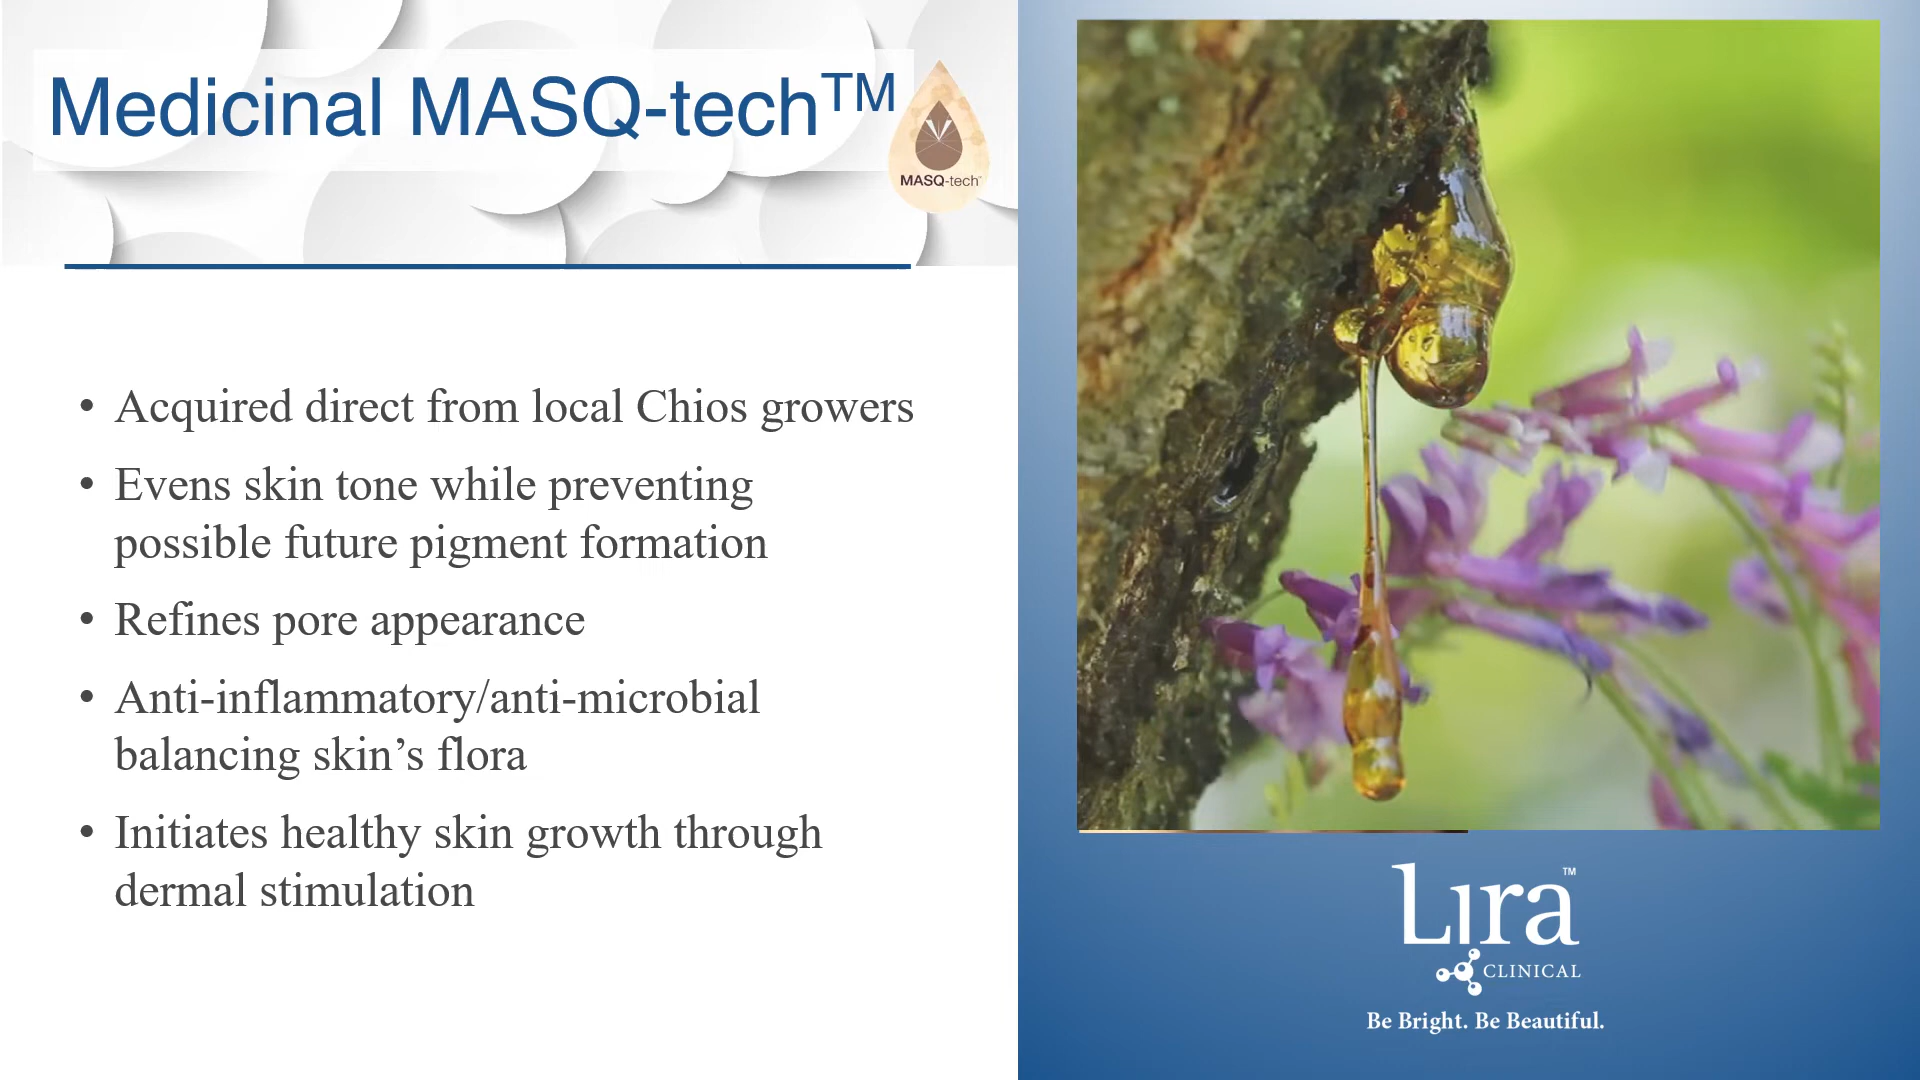 Medicinal MASQ-tech™
MASQ-tech™
• Acquired direct from local Chios growers
• Evens skin tone while preventing
possible future pigment formation
• Refines pore appearance
• Anti-inflammatory/anti-microbial
balancing skin’s flora
• Initiates healthy skin growth through
dermal stimulation
Lira™
CLINICAL
Be Bright. Be Beautiful.